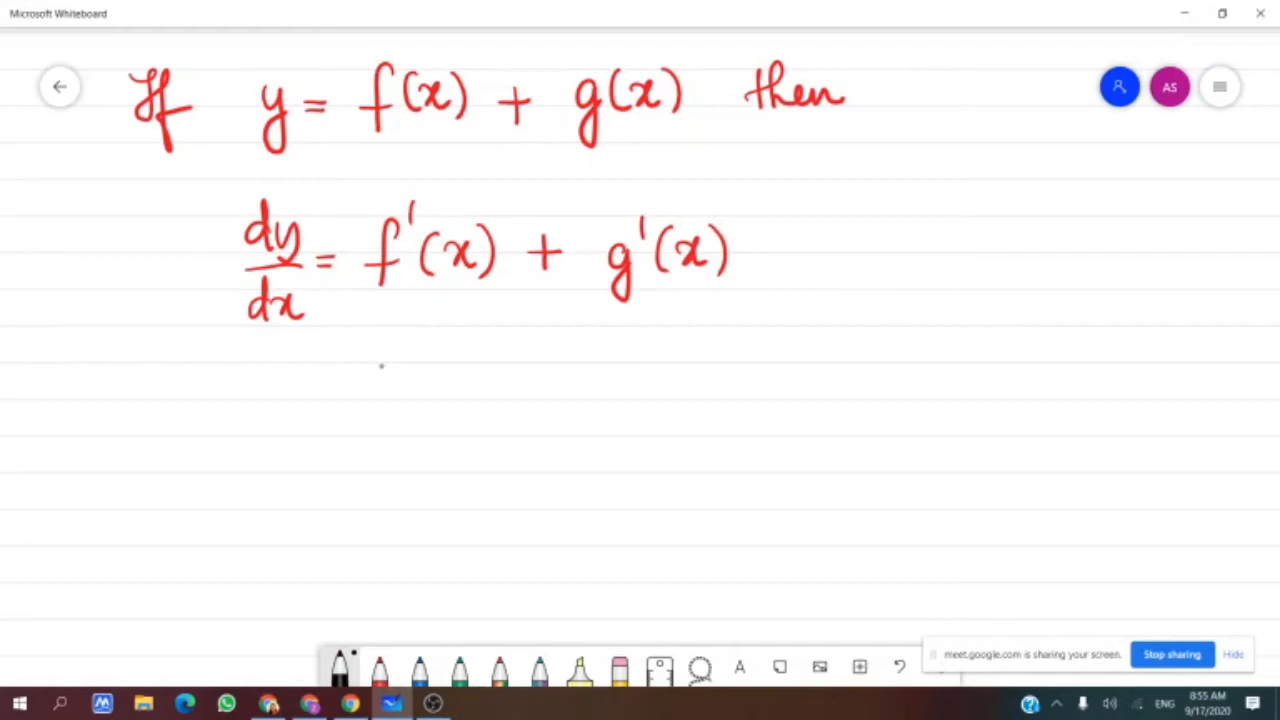 Microsoft Whiteboard
If y = f(x) + g(x) then
AS
dy/dx = f'(x) + g'(x)
A
meet.google.com is sharing your screen. Stop sharing Hide
ENG
8:55 AM
9/17/2020